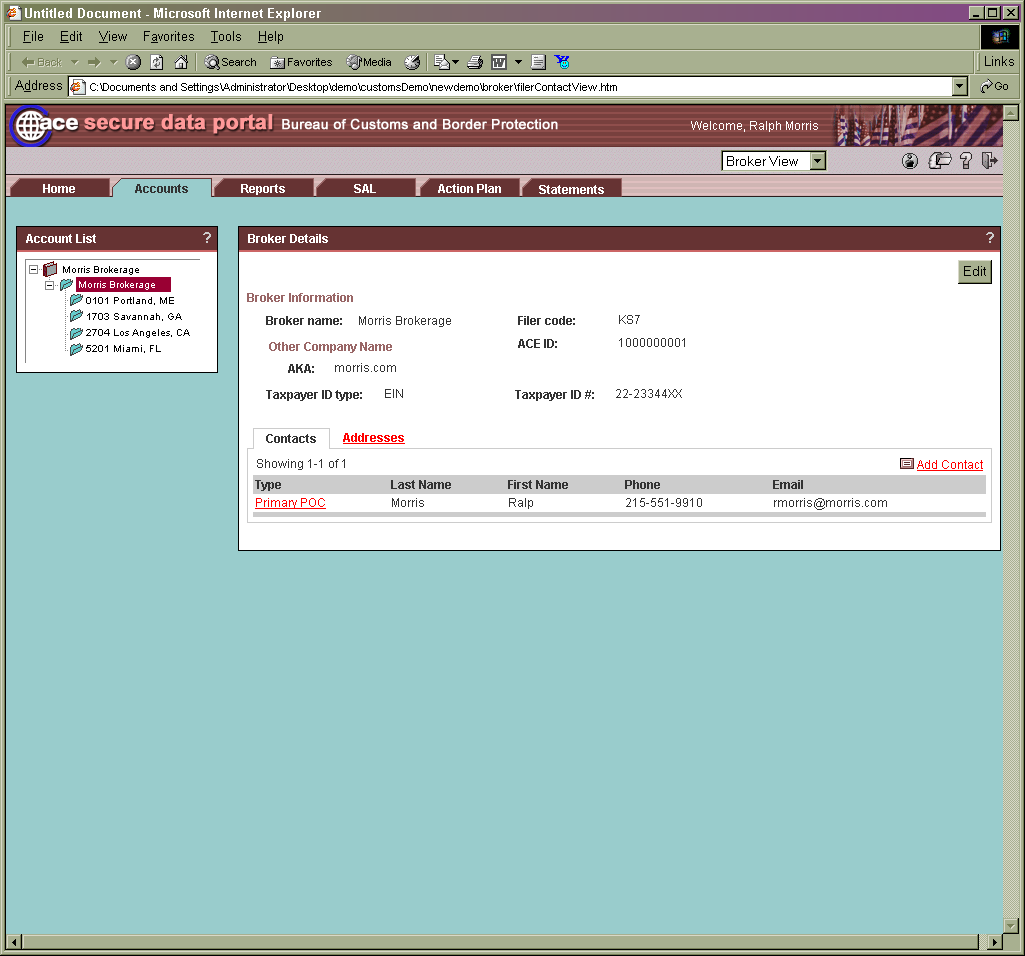 Untitled Document - Microsoft Internet Explorer
File Edit View Favorites Tools Help
Back Search Favorites Media Links
Address C:\Documents and Settings\Administrator\Desktop\demo\customsDemo\newdemo\broker\filerContactView.htm Go
ace secure data portal Bureau of Customs and Border Protection Welcome, Ralph Morris
Broker View
Home Accounts Reports SAL Action Plan Statements
Account List ?
Morris Brokerage
Morris Brokerage
0101 Portland, ME
1703 Savannah, GA
2704 Los Angeles, CA
5201 Miami, FL
Broker Details ?
Edit
Broker Information
Broker name: Morris Brokerage Filer code: KS7
Other Company Name ACE ID: 1000000001
AKA: morris.com
Taxpayer ID type: EIN Taxpayer ID #: 22-23344XX
Contacts Addresses
Showing 1-1 of 1 Add Contact
Type Last Name First Name Phone Email
Primary POC Morris Ralp 215-551-9910 rmorris@morris.com